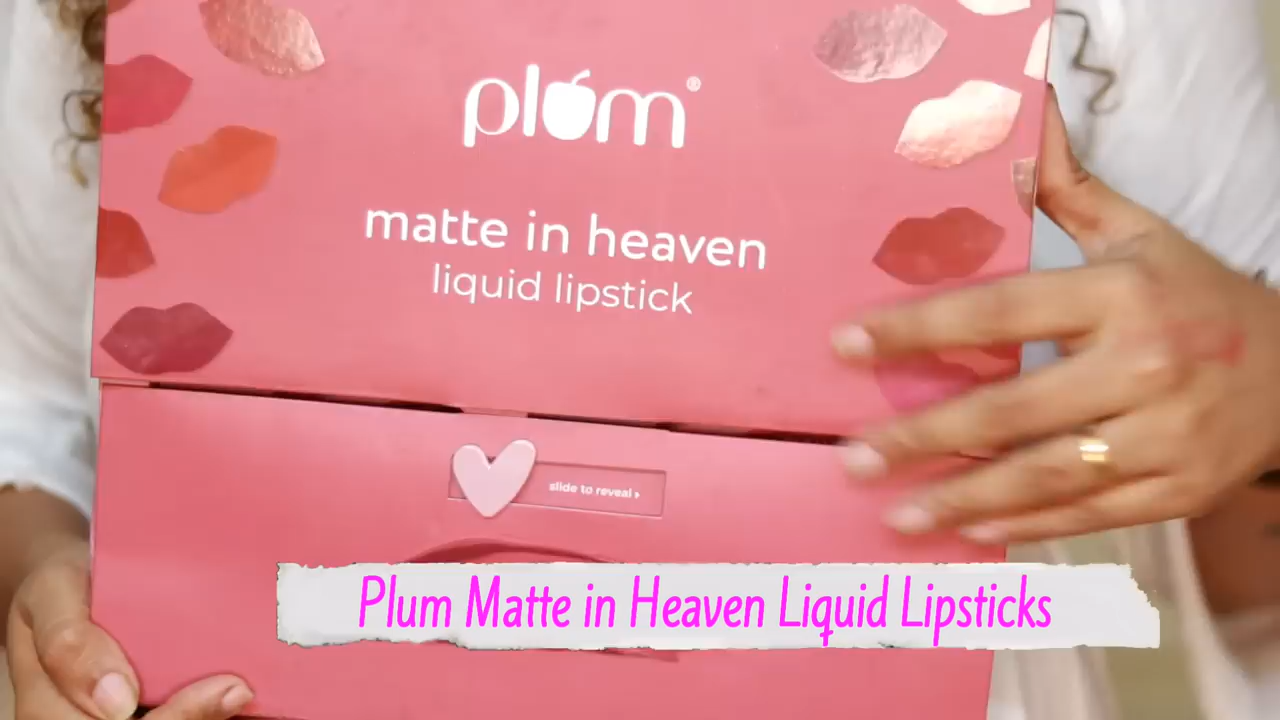 plum®
matte in heaven
liquid lipstick
slide to reveal ›
Plum Matte in Heaven Liquid Lipsticks